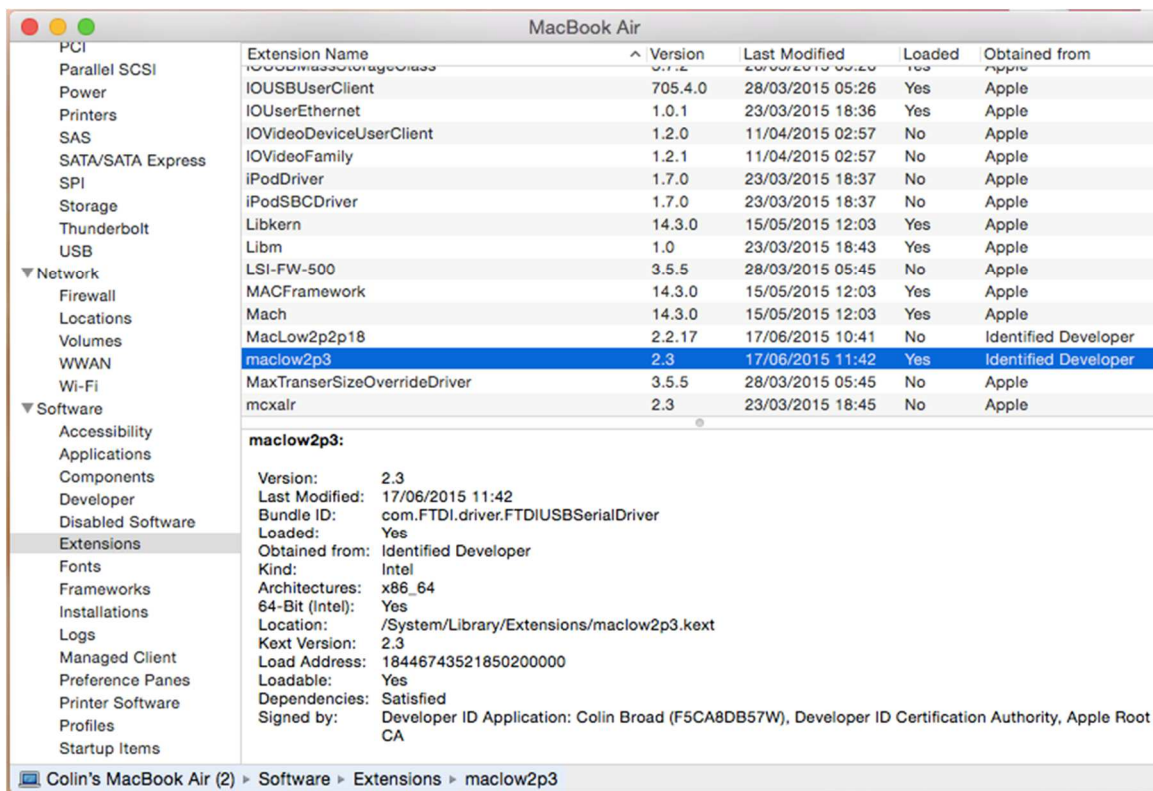 MacBook Air
PCI
Parallel SCSI
Power
Printers
SAS
SATA/SATA Express
SPI
Storage
Thunderbolt
USB
Network
Firewall
Locations
Volumes
WWAN
Wi-Fi
Software
Accessibility
Applications
Components
Developer
Disabled Software
Extensions
Fonts
Frameworks
Installations
Logs
Managed Client
Preference Panes
Printer Software
Profiles
Startup Items
Extension Name Version Last Modified Loaded Obtained from
IOUSBUserClient 705.4.0 28/03/2015 05:26 Yes Apple
IOUserEthernet 1.0.1 23/03/2015 18:36 Yes Apple
IOVideoDeviceUserClient 1.2.0 11/04/2015 02:57 No Apple
IOVideoFamily 1.2.1 11/04/2015 02:57 No Apple
iPodDriver 1.7.0 23/03/2015 18:37 No Apple
iPodSBCDriver 1.7.0 23/03/2015 18:37 No Apple
Libkern 14.3.0 15/05/2015 12:03 Yes Apple
Libm 1.0 23/03/2015 18:43 Yes Apple
LSI-FW-500 3.5.5 28/03/2015 05:45 No Apple
MACFramework 14.3.0 15/05/2015 12:03 Yes Apple
Mach 14.3.0 15/05/2015 12:03 Yes Apple
MacLow2p2p18 2.2.17 17/06/2015 10:41 No Identified Developer
maclow2p3 2.3 17/06/2015 11:42 Yes Identified Developer
MaxTranserSizeOverrideDriver 3.5.5 28/03/2015 05:45 No Apple
mcxalr 2.3 23/03/2015 18:45 No Apple
maclow2p3:
Version: 2.3
Last Modified: 17/06/2015 11:42
Bundle ID: com.FTDI.driver.FTDIUSBSerialDriver
Loaded: Yes
Obtained from: Identified Developer
Kind: Intel
Architectures: x86_64
64-Bit (Intel): Yes
Location: /System/Library/Extensions/maclow2p3.kext
Kext Version: 2.3
Load Address: 18446743521850200000
Loadable: Yes
Dependencies: Satisfied
Signed by: Developer ID Application: Colin Broad (F5CA8DB57W), Developer ID Certification Authority, Apple Root
CA
Colin's MacBook Air (2) ▸ Software ▸ Extensions ▸ maclow2p3